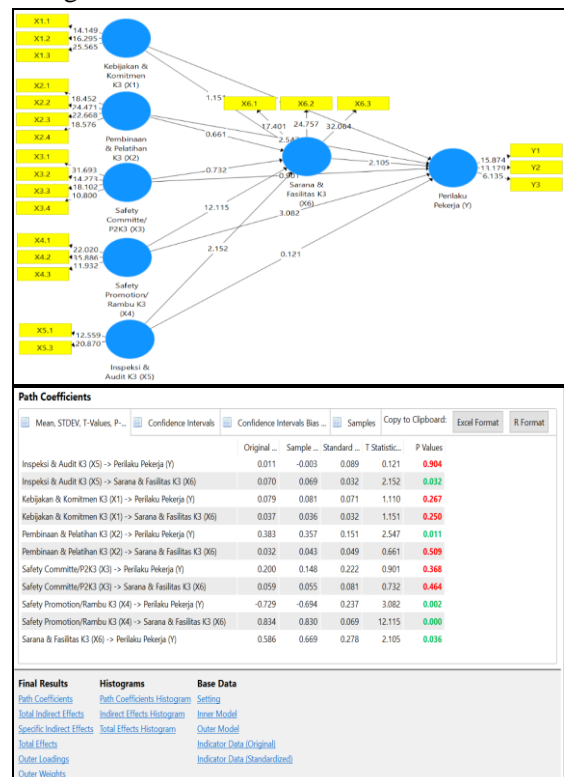 X1.1
X1.2
X1.3
14.149
16.295
25.565
Kebijakan &
Komitmen
K3 (X1)
X2.1
X2.2
X2.3
X2.4
18.452
24.471
22.668
18.576
Pembinaan
& Pelatihan
K3 (X2)
X3.1
X3.2
X3.3
X3.4
31.693
14.273
18.102
10.800
Safety
Committe/
P2K3 (X3)
X4.1
X4.2
X4.3
22.020
35.886
11.932
Safety
Promotion/
Rambu K3
(X4)
X5.1
X5.3
12.559
20.870
Inspeksi &
Audit K3 (X5)
1.151
0.661
0.732
12.115
2.152
X6.1
X6.2
X6.3
17.401
24.757
32.064
2.547
0.901
Sarana &
Fasilitas K3
(X6)
2.105
3.082
0.121
Perilaku
Pekerja (Y)
15.874
13.179
6.135
Y1
Y2
Y3
Path Coefficients
Mean, STDEV, T-Values, P-... Confidence Intervals Confidence Intervals Bias ... Samples Copy to Clipboard: Excel Format R Format
Original ... Sample ... Standard ... T Statistic... P Values
Inspeksi & Audit K3 (X5) -> Perilaku Pekerja (Y) 0.011 -0.003 0.089 0.121 0.904
Inspeksi & Audit K3 (X5) -> Sarana & Fasilitas K3 (X6) 0.070 0.069 0.032 2.152 0.032
Kebijakan & Komitmen K3 (X1) -> Perilaku Pekerja (Y) 0.079 0.081 0.071 1.110 0.267
Kebijakan & Komitmen K3 (X1) -> Sarana & Fasilitas K3 (X6) 0.037 0.036 0.032 1.151 0.250
Pembinaan & Pelatihan K3 (X2) -> Perilaku Pekerja (Y) 0.383 0.357 0.151 2.547 0.011
Pembinaan & Pelatihan K3 (X2) -> Sarana & Fasilitas K3 (X6) 0.032 0.043 0.049 0.661 0.509
Safety Committe/P2K3 (X3) -> Perilaku Pekerja (Y) 0.200 0.148 0.222 0.901 0.368
Safety Committe/P2K3 (X3) -> Sarana & Fasilitas K3 (X6) 0.059 0.055 0.081 0.732 0.464
Safety Promotion/Rambu K3 (X4) -> Perilaku Pekerja (Y) -0.729 -0.694 0.237 3.082 0.002
Safety Promotion/Rambu K3 (X4) -> Sarana & Fasilitas K3 (X6) 0.834 0.830 0.069 12.115 0.000
Sarana & Fasilitas K3 (X6) -> Perilaku Pekerja (Y) 0.586 0.669 0.278 2.105 0.036
Final Results Histograms Base Data
Path Coefficients Path Coefficients Histogram Setting
Total Indirect Effects Indirect Effects Histogram Inner Model
Specific Indirect Effects Total Effects Histogram Outer Model
Total Effects Indicator Data (Original)
Outer Loadings Indicator Data (Standardized)
Outer Weights